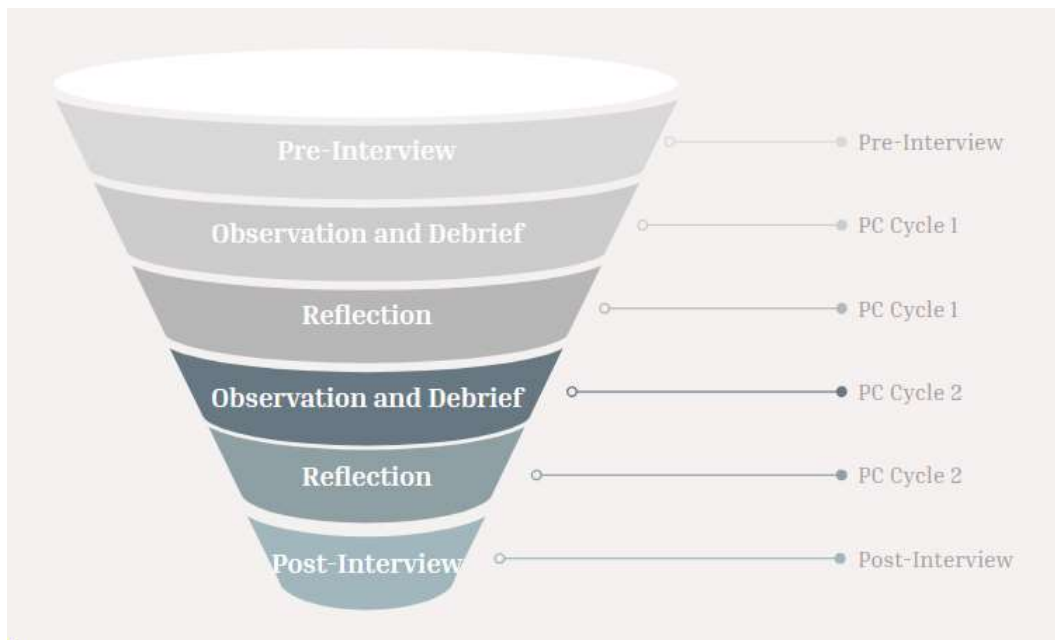 Pre-Interview
Pre-Interview
Observation and Debrief
PC Cycle 1
Reflection
PC Cycle 1
Observation and Debrief
PC Cycle 2
Reflection
PC Cycle 2
Post-Interview
Post-Interview